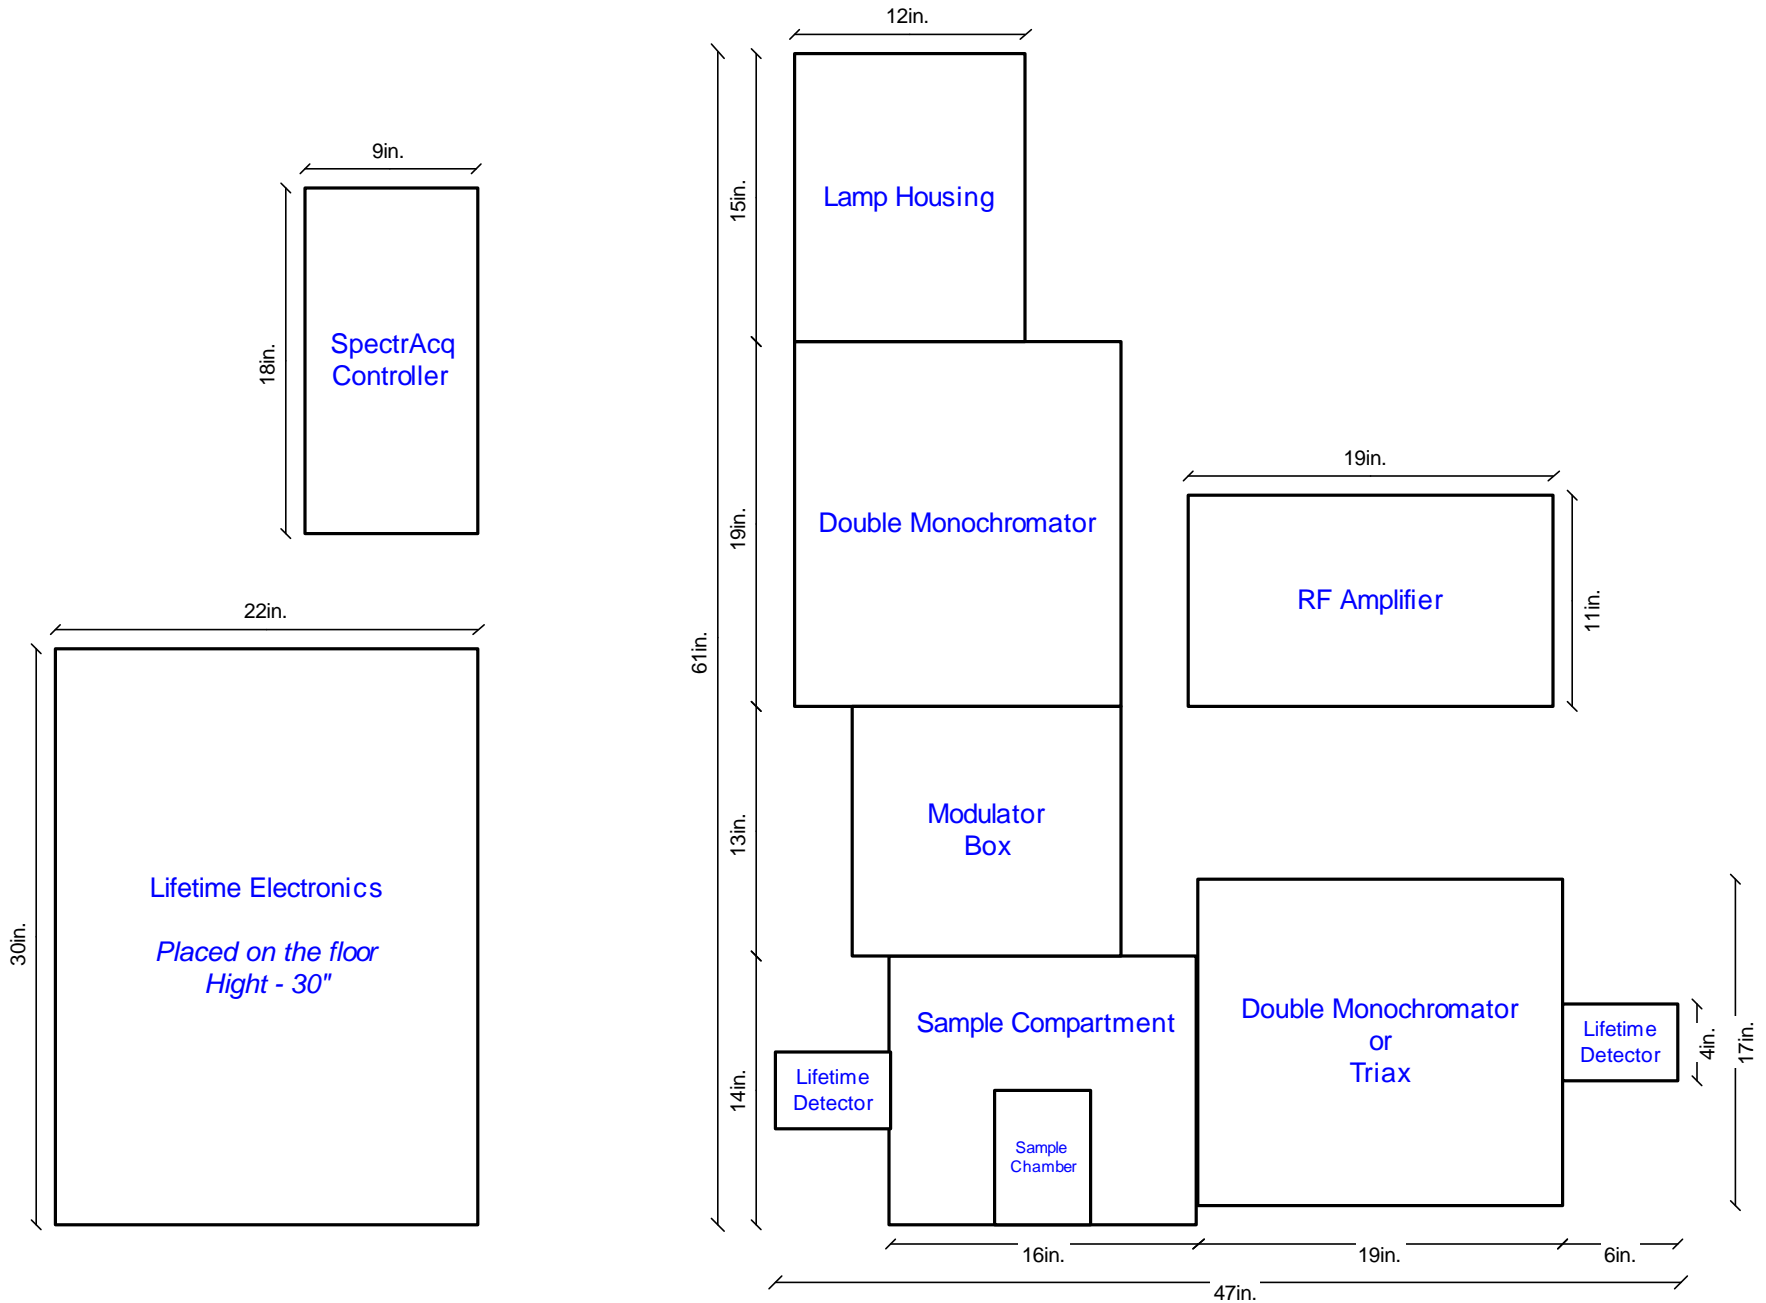 12in.
9in.
15in.
Lamp Housing
18in.
SpectrAcq
Controller
19in.
Double Monochromator
19in.
RF Amplifier
11in.
22in.
61in.
13in.
Modulator
Box
30in.
Lifetime Electronics
Placed on the floor
Hight - 30"
Sample Compartment
Double Monochromator
or
Triax
Lifetime
Detector
4in.
17in.
14in.
Lifetime
Detector
Sample
Chamber
16in.
19in.
6in.
47in.